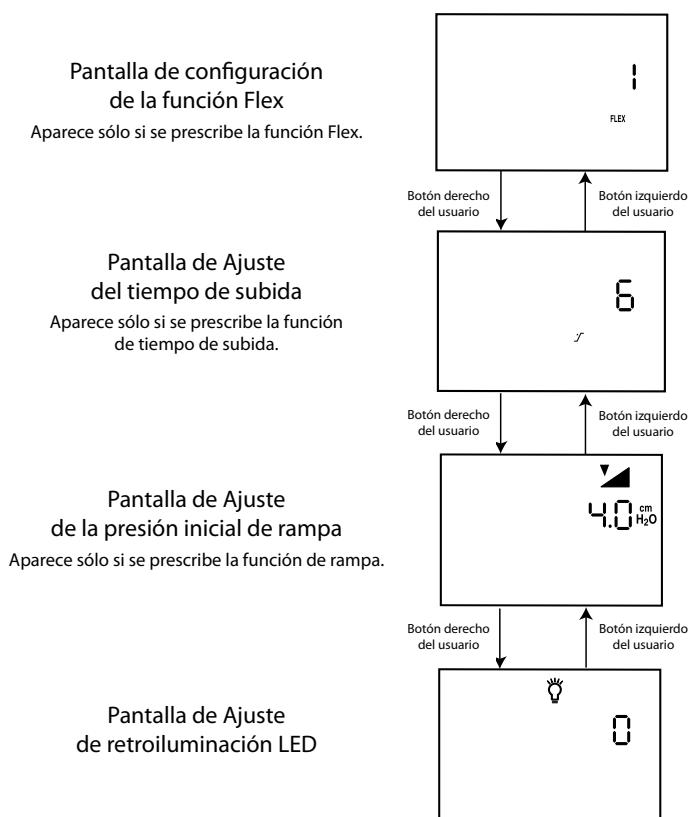 Pantalla de configuración
de la función Flex
Aparece sólo si se prescribe la función Flex.
1
FLEX
Botón derecho
del usuario
Botón izquierdo
del usuario
Pantalla de Ajuste
del tiempo de subida
Aparece sólo si se prescribe la función
de tiempo de subida.
6
Botón derecho
del usuario
Botón izquierdo
del usuario
Pantalla de Ajuste
de la presión inicial de rampa
Aparece sólo si se prescribe la función de rampa.
4.0 cm H₂O
Botón derecho
del usuario
Botón izquierdo
del usuario
Pantalla de Ajuste
de retroiluminación LED
0